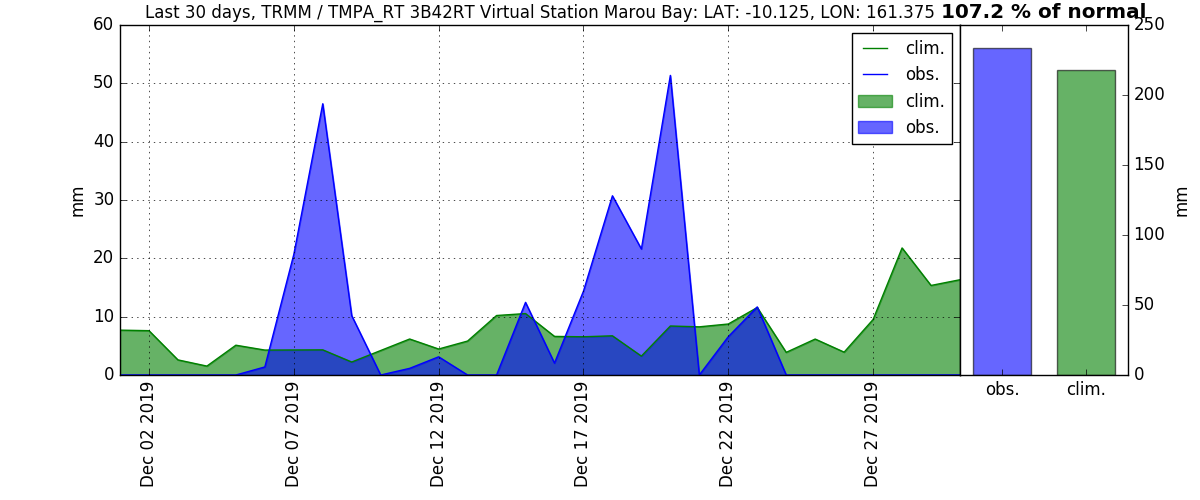 Last 30 days, TRMM / TMPA_RT 3B42RT Virtual Station Marou Bay: LAT: -10.125, LON: 161.375 107.2 % of normal
60
50
40
30
20
10
0
mm
clim.
obs.
clim.
obs.
Dec 02 2019
Dec 07 2019
Dec 12 2019
Dec 17 2019
Dec 22 2019
Dec 27 2019
250
200
150
100
50
0
mm
obs.
clim.